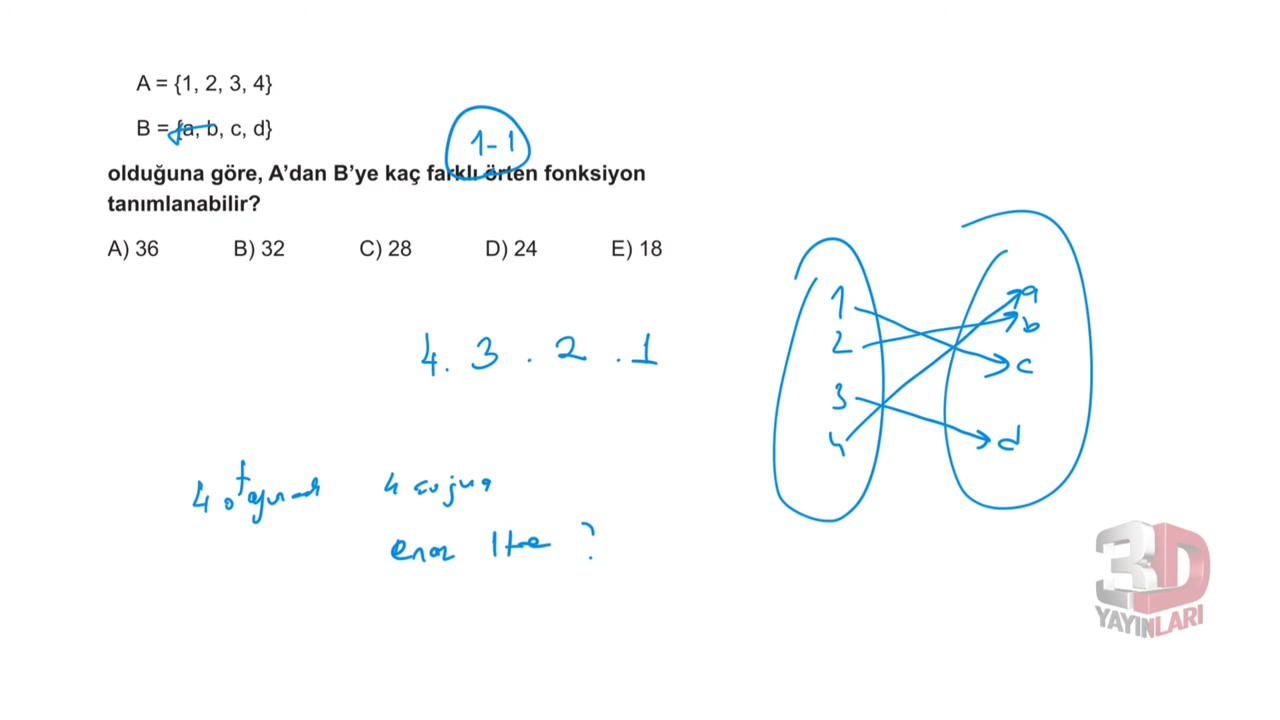 A = {1, 2, 3, 4}
B = {a, b, c, d}
1-1
olduğuna göre, A'dan B'ye kaç farklı örten fonksiyon
tanımlanabilir?
A) 36 B) 32 C) 28 D) 24 E) 18
4. 3 . 2 . 1
1 a
2 b
c
3
4 d
4 oyuncak 4 çocuğa
en az 1 tne ?
3D
YAYINLARI